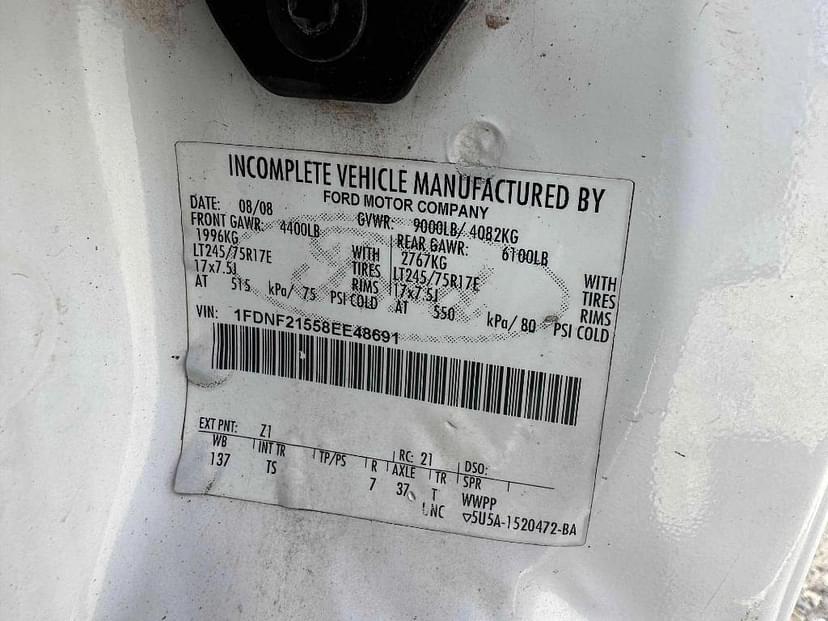 INCOMPLETE VEHICLE MANUFACTURED BY
FORD MOTOR COMPANY
DATE: 08/08 GVWR: 9000LB/ 4082KG
FRONT GAWR: 4400LB REAR GAWR: 6100LB
1996KG WITH 2767KG WITH
LT245/75R17E TIRES LT245/75R17E TIRES
17x7.5J RIMS 17x7.5J RIMS
AT 515 kPa/ 75 PSI COLD AT 550 kPa/ 80 PSI COLD
VIN: 1FDNF21558EE48691
EXT PNT: Z1 RC: 21 DSO:
WB INT TR TP/PS R AXLE TR SPR
137 TS 7 37 T WWPP
UNC ▽5U5A-1520472-BA